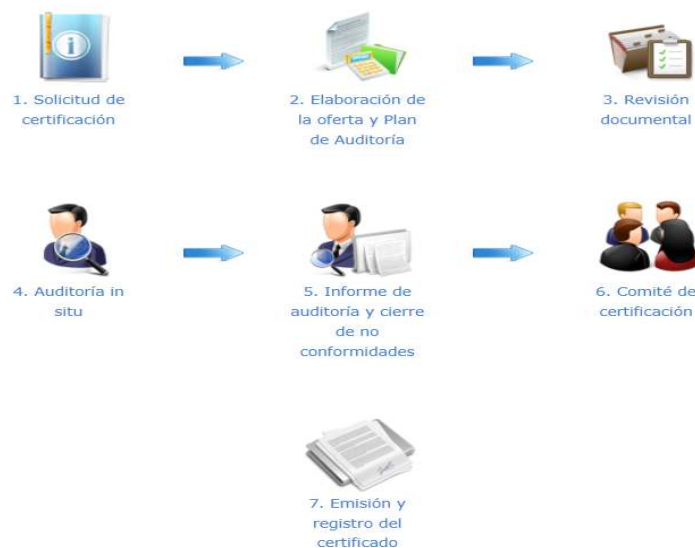 1. Solicitud de
certificación
2. Elaboración de
la oferta y Plan
de Auditoría
3. Revisión
documental
4. Auditoría in
situ
5. Informe de
auditoría y cierre
de no
conformidades
6. Comité de
certificación
7. Emisión y
registro del
certificado